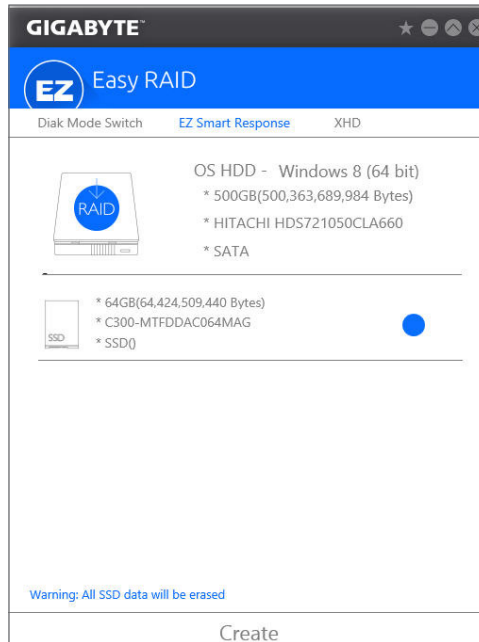 GIGABYTE™
EZ Easy RAID
Diak Mode Switch EZ Smart Response XHD
OS HDD - Windows 8 (64 bit)
* 500GB(500,363,689,984 Bytes)
RAID
* HITACHI HDS721050CLA660
* SATA
* 64GB(64,424,509,440 Bytes)
* C300-MTFDDAC064MAG
SSD
* SSD()
Warning: All SSD data will be erased
Create